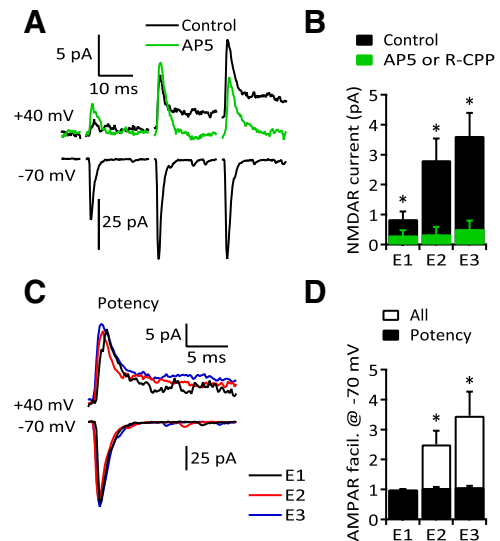 A
Control
AP5
5 pA
10 ms
+40 mV
-70 mV
25 pA
B
Control
AP5 or R-CPP
NMDAR current (pA)
5
4
3
2
1
0
*
*
*
E1
E2
E3
C
Potency
5 pA
5 ms
+40 mV
-70 mV
25 pA
E1
E2
E3
D
All
Potency
AMPAR facil. @ -70 mV
5
4
3
2
1
0
*
*
E1
E2
E3